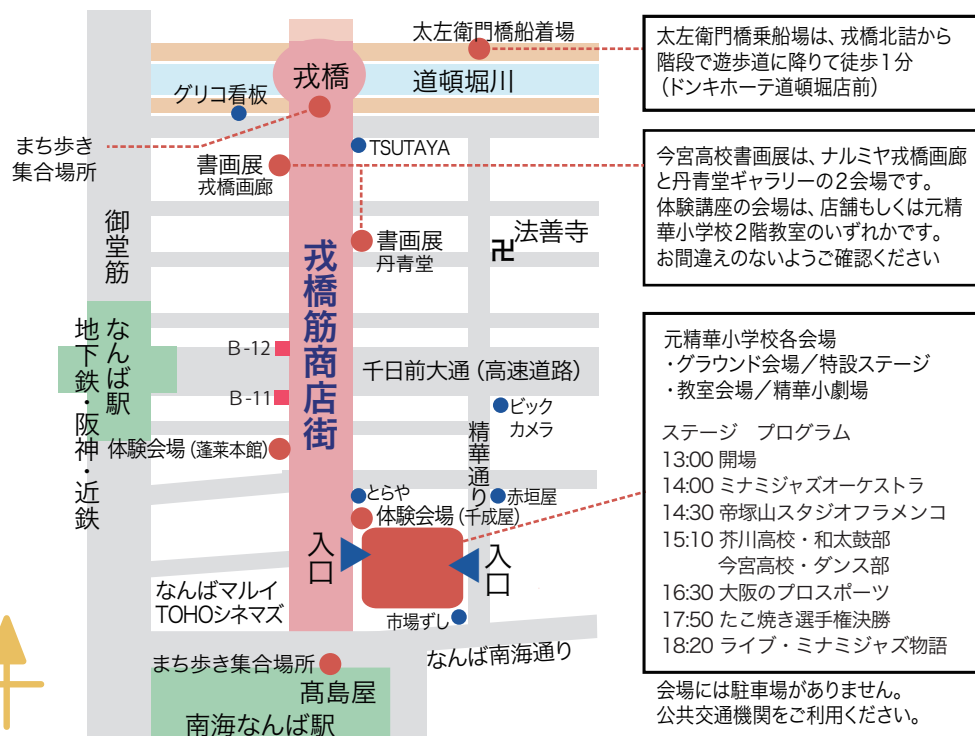 太左衛門橋船着場
戎橋
道頓堀川
グリコ看板
まち歩き
集合場所
TSUTAYA
書画展
戎橋画廊
御堂筋
書画展
丹青堂
法善寺
卍
戎橋筋商店街
なんば駅
地下鉄・阪神・近鉄
B-12
千日前大通(高速道路)
B-11
ビック
カメラ
精華通り
体験会場(蓬莱本館)
とらや
赤垣屋
体験会場(千成屋)
入口
入口
なんばマルイ
TOHOシネマズ
市場ずし
なんば南海通り
まち歩き集合場所
髙島屋
南海なんば駅
太左衛門橋乗船場は、戎橋北詰から
階段で遊歩道に降りて徒歩1分
(ドンキホーテ道頓堀店前)
今宮高校書画展は、ナルミヤ戎橋画廊
と丹青堂ギャラリーの2会場です。
体験講座の会場は、店舗もしくは元精
華小学校2階教室のいずれかです。
お間違えのないようご確認ください
元精華小学校各会場
・グラウンド会場/特設ステージ
・教室会場/精華小劇場
ステージ プログラム
13:00 開場
14:00 ミナミジャズオーケストラ
14:30 帝塚山スタジオフラメンコ
15:10 芥川高校・和太鼓部
今宮高校・ダンス部
16:30 大阪のプロスポーツ
17:50 たこ焼き選手権決勝
18:20 ライブ・ミナミジャズ物語
会場には駐車場がありません。
公共交通機関をご利用ください。